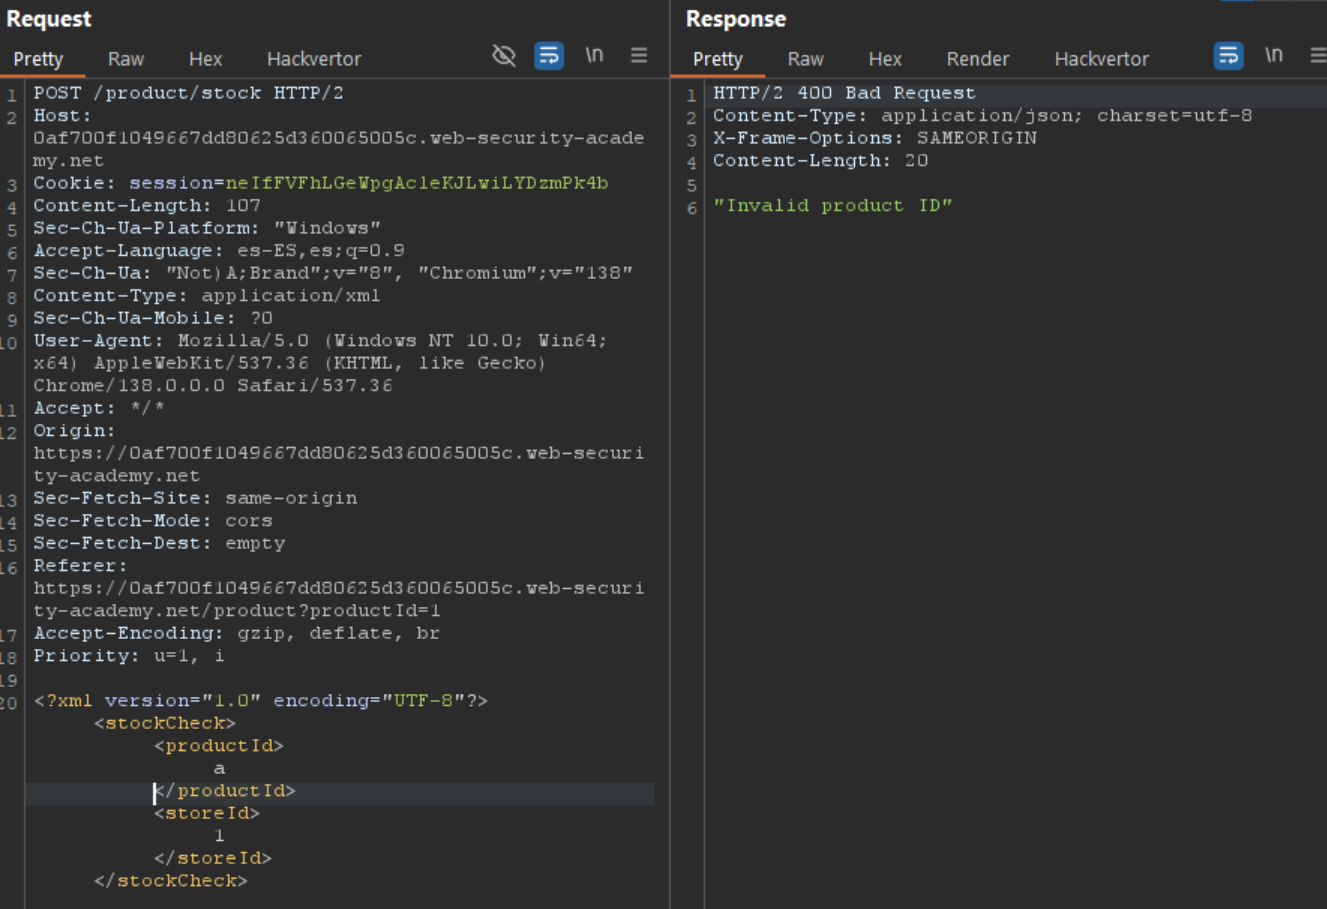 Request
Pretty Raw Hex Hackvertor \n
1 POST /product/stock HTTP/2
2 Host:
0af700f1049667dd80625d360065005c.web-security-acade
my.net
3 Cookie: session=neIfFVFhLGeWpgAcleKJLwiLYDzmPk4b
4 Content-Length: 107
5 Sec-Ch-Ua-Platform: "Windows"
6 Accept-Language: es-ES,es;q=0.9
7 Sec-Ch-Ua: "Not)A;Brand";v="8", "Chromium";v="138"
8 Content-Type: application/xml
9 Sec-Ch-Ua-Mobile: ?0
10 User-Agent: Mozilla/5.0 (Windows NT 10.0; Win64;
x64) AppleWebKit/537.36 (KHTML, like Gecko)
Chrome/138.0.0.0 Safari/537.36
11 Accept: */*
12 Origin:
https://0af700f1049667dd80625d360065005c.web-securi
ty-academy.net
13 Sec-Fetch-Site: same-origin
14 Sec-Fetch-Mode: cors
15 Sec-Fetch-Dest: empty
16 Referer:
https://0af700f1049667dd80625d360065005c.web-securi
ty-academy.net/product?productId=1
17 Accept-Encoding: gzip, deflate, br
18 Priority: u=1, i
19
20 <?xml version="1.0" encoding="UTF-8"?>
<stockCheck>
<productId>
a
</productId>
<storeId>
1
</storeId>
</stockCheck>
Response
Pretty Raw Hex Render Hackvertor \n
1 HTTP/2 400 Bad Request
2 Content-Type: application/json; charset=utf-8
3 X-Frame-Options: SAMEORIGIN
4 Content-Length: 20
5
6 "Invalid product ID"